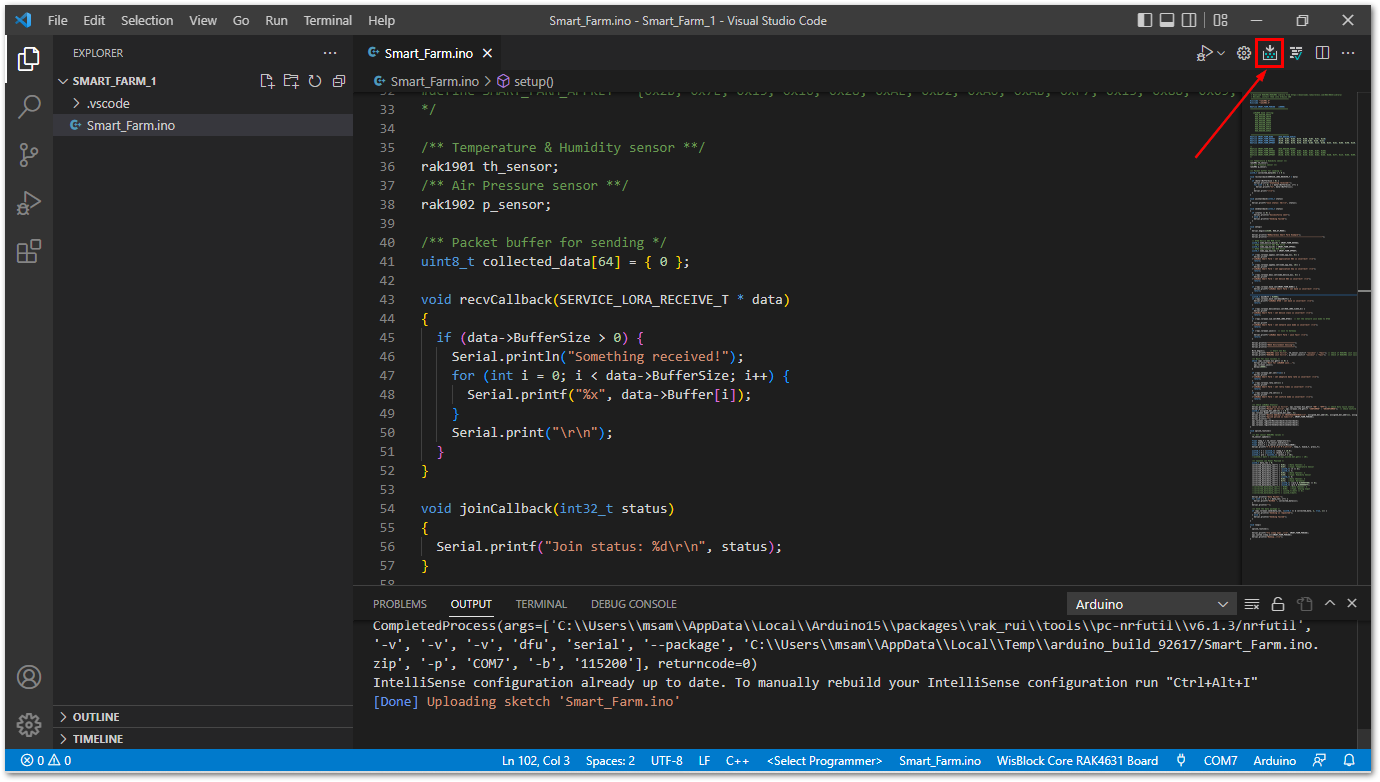 File Edit Selection View Go Run Terminal Help
Smart_Farm.ino - Smart_Farm_1 - Visual Studio Code
EXPLORER
SMART_FARM_1
.vscode
Smart_Farm.ino
OUTLINE
TIMELINE
Smart_Farm.ino
Smart_Farm.ino > setup()
33 */
34
35 /** Temperature & Humidity sensor **/
36 rak1901 th_sensor;
37 /** Air Pressure sensor **/
38 rak1902 p_sensor;
39
40 /** Packet buffer for sending */
41 uint8_t collected_data[64] = { 0 };
42
43 void recvCallback(SERVICE_LORA_RECEIVE_T * data)
44 {
45 if (data->BufferSize > 0) {
46 Serial.println("Something received!");
47 for (int i = 0; i < data->BufferSize; i++) {
48 Serial.printf("%x", data->Buffer[i]);
49 }
50 Serial.print("\r\n");
51 }
52 }
53
54 void joinCallback(int32_t status)
55 {
56 Serial.printf("Join status: %d\r\n", status);
57 }
58
PROBLEMS OUTPUT TERMINAL DEBUG CONSOLE
Arduino
CompletedProcess(args=['C:\\Users\\msam\\AppData\\Local\\Arduino15\\packages\\rak_rui\\tools\\pc-nrfutil\\v6.1.3/nrfutil',
'-v', '-v', '-v', 'dfu', 'serial', '--package', 'C:\\Users\\msam\\AppData\\Local\\Temp\\arduino_build_92617/Smart_Farm.ino.
zip', '-p', 'COM7', '-b', '115200'], returncode=0)
IntelliSense configuration already up to date. To manually rebuild your IntelliSense configuration run "Ctrl+Alt+I"
[Done] Uploading sketch 'Smart_Farm.ino'
0 0
Ln 102, Col 3 Spaces: 2 UTF-8 LF C++ <Select Programmer> Smart_Farm.ino WisBlock Core RAK4631 Board COM7 Arduino